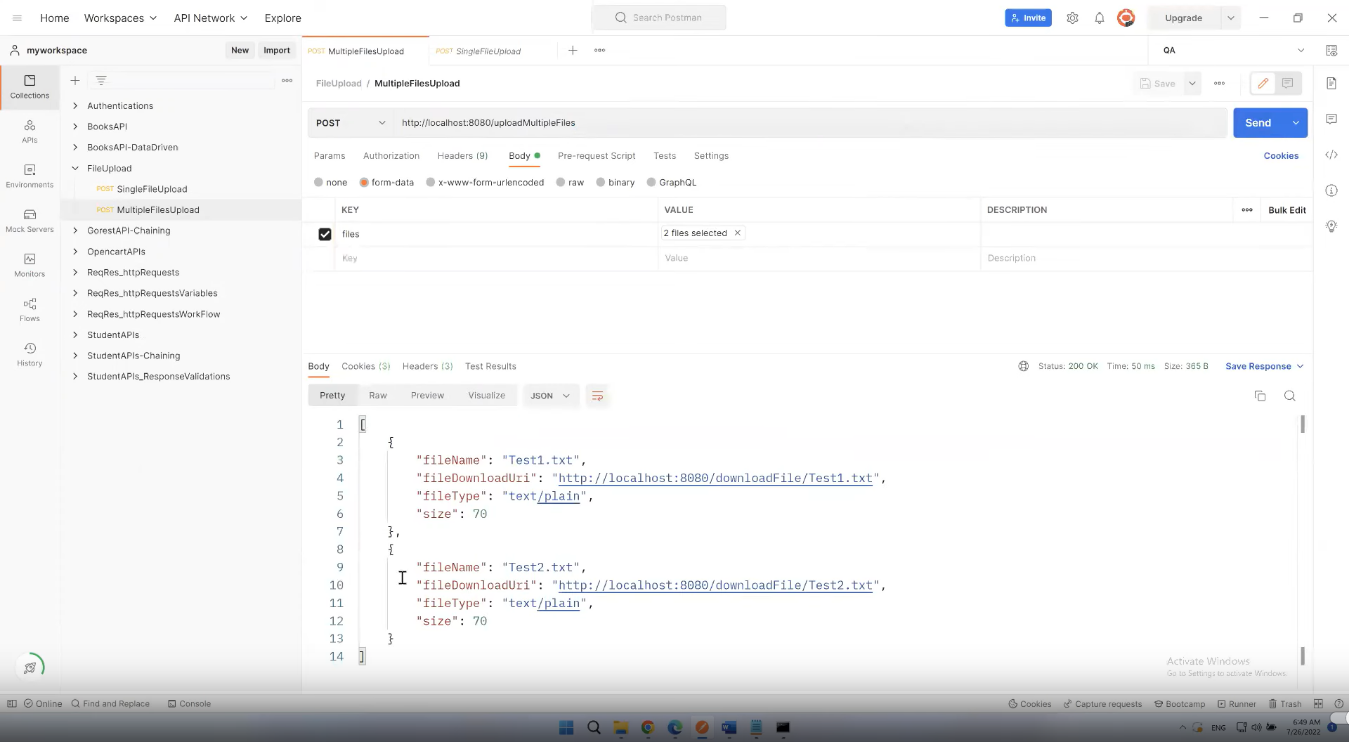 Home Workspaces API Network Explore Search Postman Invite Upgrade
myworkspace New Import POST MultipleFilesUpload POST SingleFileUpload QA
Collections
APIs
Environments
Mock Servers
Monitors
Flows
History
Authentications
BooksAPI
BooksAPI-DataDriven
FileUpload
POST SingleFileUpload
POST MultipleFilesUpload
GorestAPI-Chaining
OpencartAPIs
ReqRes_httpRequests
ReqRes_httpRequestsVariables
ReqRes_httpRequestsWorkFlow
StudentAPIs
StudentAPIs-Chaining
StudentAPIs_ResponseValidations
FileUpload / MultipleFilesUpload Save
POST http://localhost:8080/uploadMultipleFiles Send
Params Authorization Headers (9) Body Pre-request Script Tests Settings Cookies
none form-data x-www-form-urlencoded raw binary GraphQL
KEY VALUE DESCRIPTION Bulk Edit
files 2 files selected
Key Value Description
Body Cookies (3) Headers (3) Test Results Status: 200 OK Time: 50 ms Size: 365 B Save Response
Pretty Raw Preview Visualize JSON
1 [
2 {
3 "fileName": "Test1.txt",
4 "fileDownloadUri": "http://localhost:8080/downloadFile/Test1.txt",
5 "fileType": "text/plain",
6 "size": 70
7 },
8 {
9 "fileName": "Test2.txt",
10 "fileDownloadUri": "http://localhost:8080/downloadFile/Test2.txt",
11 "fileType": "text/plain",
12 "size": 70
13 }
14 ]
Activate Windows
Go to Settings to activate Windows.
Online Find and Replace Console Cookies Capture requests Bootcamp Runner Trash
ENG 6:49 AM
7/26/2022